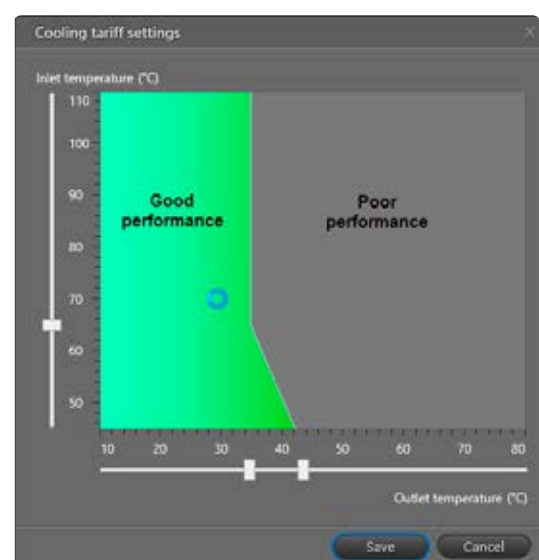 Cooling tariff settings
x
Inlet temperature (°C)
110
100
90
80
70
60
50
Good
performance
Poor
performance
10 20 30 40 50 60 70 80
Outlet temperature (°C)
Save Cancel